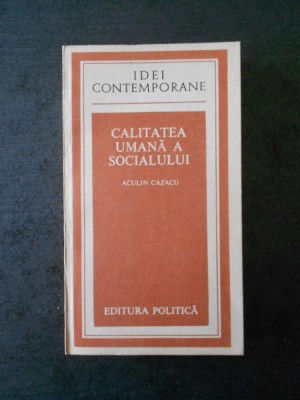 IDEI
CONTEMPORANE
CALITATEA
UMANĂ A
SOCIALULUI
ACULIN CAZACU
EDITURA POLITICĂ